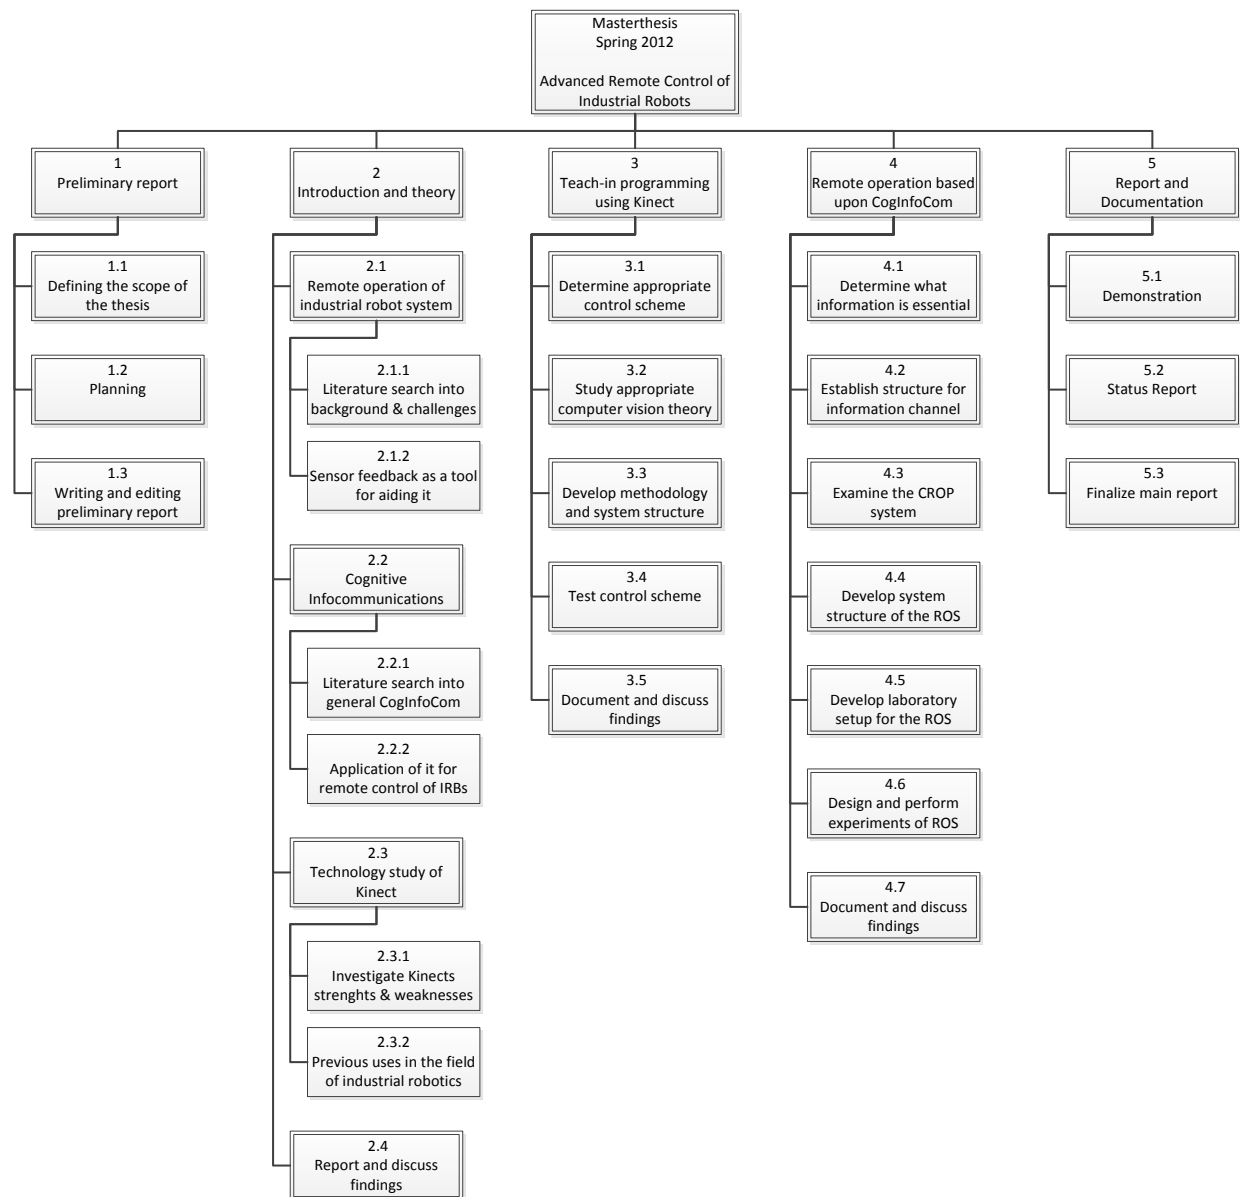 Masterthesis
Spring 2012
Advanced Remote Control of
Industrial Robots
1
Preliminary report
1.1
Defining the scope of
the thesis
1.2
Planning
1.3
Writing and editing
preliminary report
2
Introduction and theory
2.1
Remote operation of
industrial robot system
2.1.1
Literature search into
background & challenges
2.1.2
Sensor feedback as a tool
for aiding it
2.2
Cognitive
Infocommunications
2.2.1
Literature search into
general CogInfoCom
2.2.2
Application of it for
remote control of IRBs
2.3
Technology study of
Kinect
2.3.1
Investigate Kinects
strenghts & weaknesses
2.3.2
Previous uses in the field
of industrial robotics
2.4
Report and discuss
findings
3
Teach-in programming
using Kinect
3.1
Determine appropriate
control scheme
3.2
Study appropriate
computer vision theory
3.3
Develop methodology
and system structure
3.4
Test control scheme
3.5
Document and discuss
findings
4
Remote operation based
upon CogInfoCom
4.1
Determine what
information is essential
4.2
Establish structure for
information channel
4.3
Examine the CROP
system
4.4
Develop system
structure of the ROS
4.5
Develop laboratory
setup for the ROS
4.6
Design and perform
experiments of ROS
4.7
Document and discuss
findings
5
Report and
Documentation
5.1
Demonstration
5.2
Status Report
5.3
Finalize main report